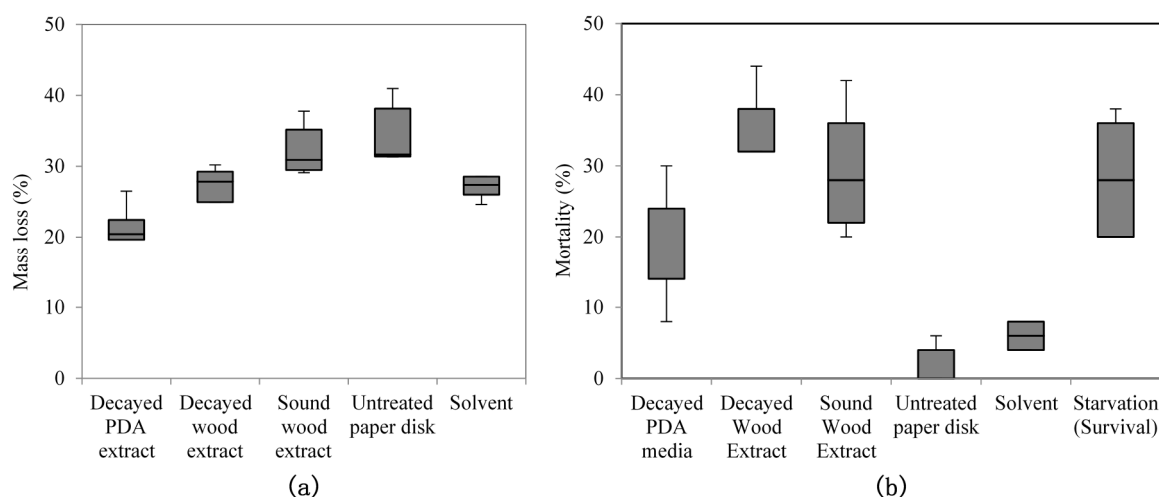 50
40
30
20
10
0
Mass loss (%)
Decayed PDA extract
Decayed wood extract
Sound wood extract
Untreated paper disk
Solvent
(a)
50
40
30
20
10
0
Mortality (%)
Decayed PDA media
Decayed Wood Extract
Sound Wood Extract
Untreated paper disk
Solvent
Starvation (Survival)
(b)